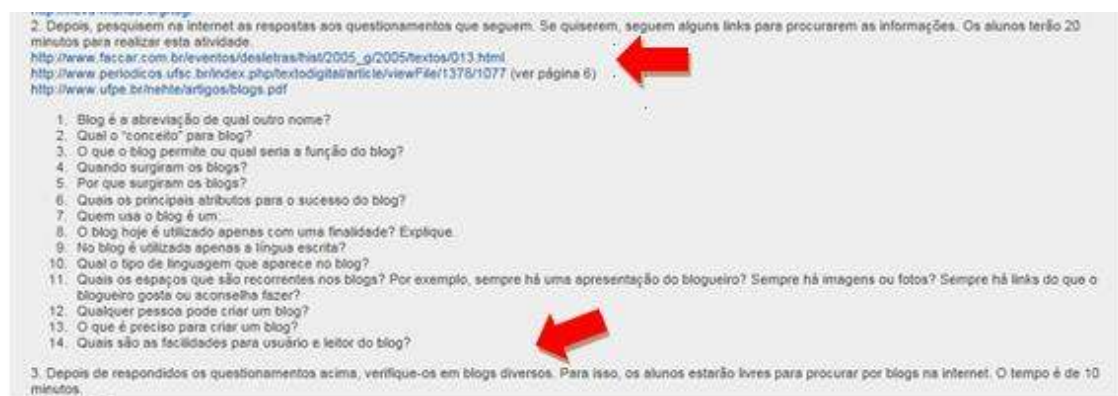 2. Depois, pesquisem na internet as respostas aos questionamentos que seguem. Se quiserem, seguem alguns links para procurarem as informações. Os alunos terão 20
minutos para realizar esta atividade.
http://www.faccar.com.br/eventos/desletras/hist/2005_g/2005/textos/013.html
http://www.periodicos.ufsc.br/index.php/textodigital/article/viewFile/1378/1077 (ver página 6)
http://www.ufpe.br/nehte/artigos/blogs.pdf
1. Blog é a abreviação de qual outro nome?
2. Qual o "conceito" para blog?
3. O que o blog permite ou qual seria a função do blog?
4. Quando surgiram os blogs?
5. Por que surgiram os blogs?
6. Quais os principais atributos para o sucesso do blog?
7. Quem usa o blog é um...
8. O blog hoje é utilizado apenas com uma finalidade? Explique.
9. No blog é utilizada apenas a língua escrita?
10. Qual o tipo de linguagem que aparece no blog?
11. Quais os espaços que são recorrentes nos blogs? Por exemplo, sempre há uma apresentação do blogueiro? Sempre há imagens ou fotos? Sempre há links do que o
blogueiro gosta ou aconselha fazer?
12. Qualquer pessoa pode criar um blog?
13. O que é preciso para criar um blog?
14. Quais são as facilidades para usuário e leitor do blog?
3. Depois de respondidos os questionamentos acima, verifique-os em blogs diversos. Para isso, os alunos estarão livres para procurar por blogs na internet. O tempo é de 10
minutos.